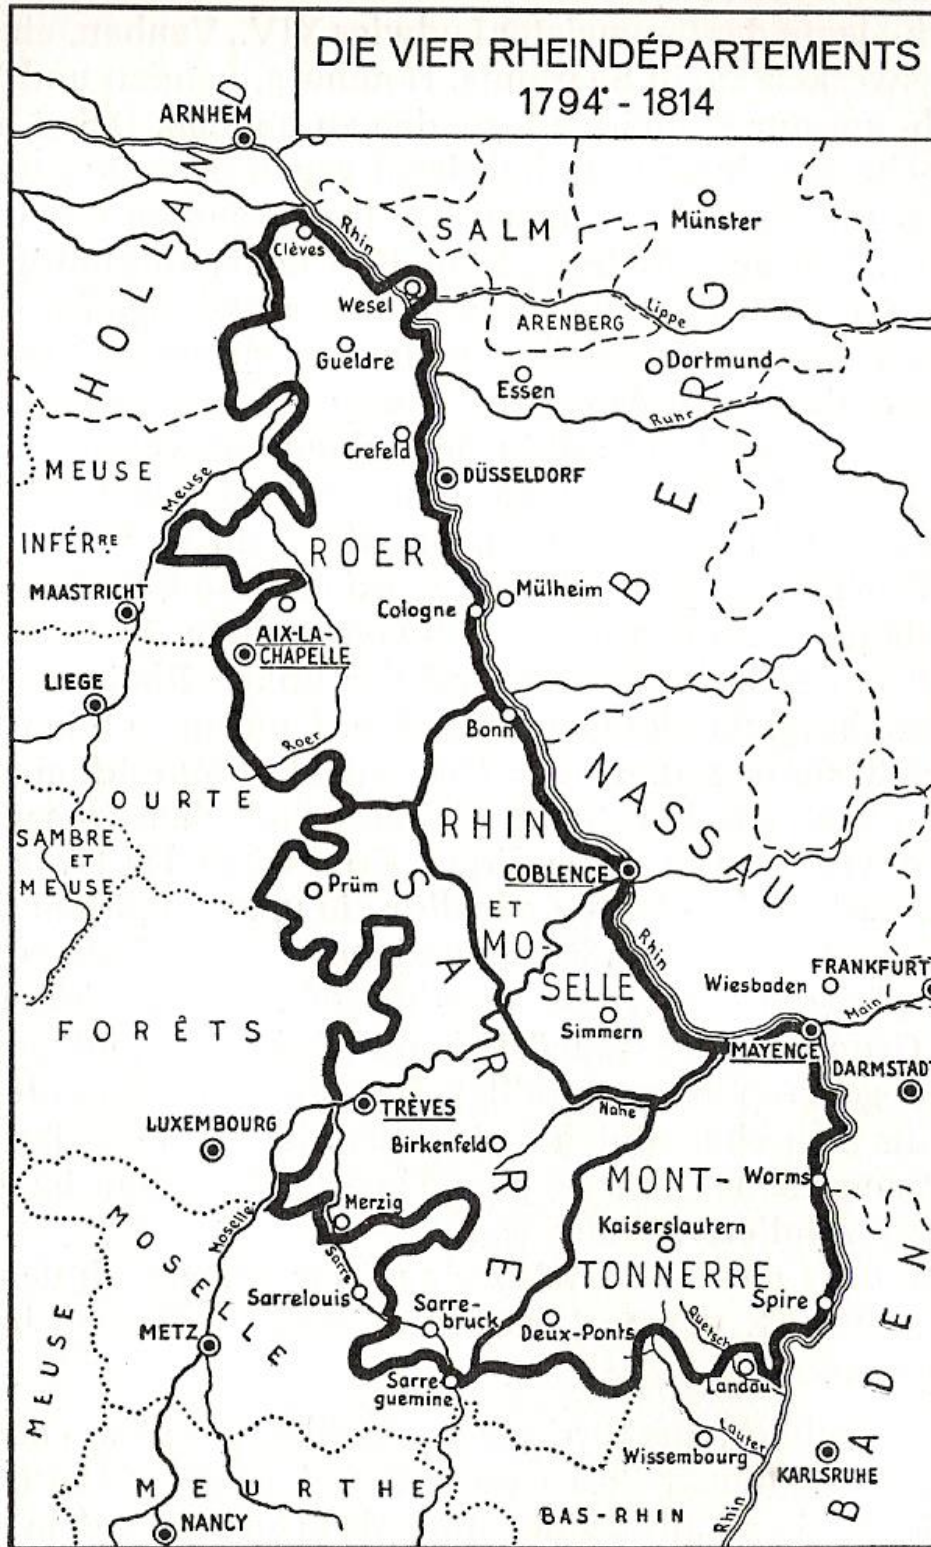 DIE VIER RHEINDÉPARTEMENTS
1794 - 1814
ARNHEM
HOLLAND
Clèves
Rhin
SALM
Münster
Wesel
ARENBERG
Lippe
Gueldre
Essen
Dortmund
BERG
Ruhr
MEUSE
INFÉRRE
Meuse
Crefeld
DÜSSELDORF
ROER
MAASTRICHT
Cologne
Mülheim
AIX-LA-
CHAPELLE
LIEGE
Bonn
Roer
OURTE
NASSAU
SAMBRE
ET
MEUSE
RHIN
ET
MO-
SELLE
COBLENCE
Prüm
SARRE
Rhin
Wiesbaden
FRANKFURT
Main
FORÊTS
Simmern
MAYENCE
DARMSTADT
TRÈVES
Nahe
LUXEMBOURG
Birkenfeld
MONT-
TONNERRE
Worms
Merzig
Kaiserslautern
Moselle
MOSELLE
Sarre
Sarrelouis
Sarre-
bruck
Deux-Ponts
Quetsch
Spire
METZ
MEUSE
Sarre
guemine
Landau
BADEN
Wissembourg
Lauter
KARLSRUHE
MEURTHE
BAS-RHIN
Rhin
NANCY